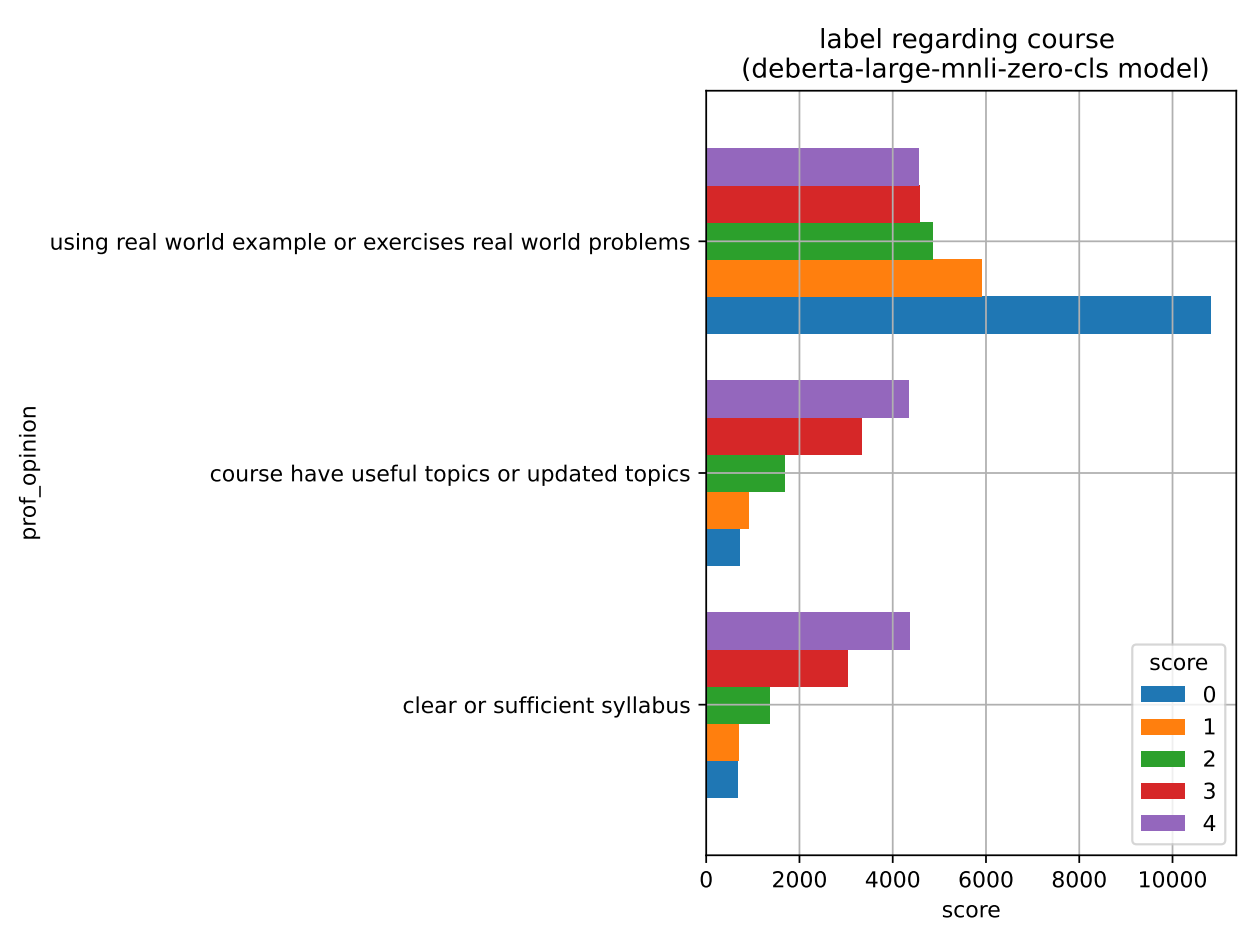 label regarding course
(deberta-large-mnli-zero-cls model)
using real world example or exercises real world problems
course have useful topics or updated topics
clear or sufficient syllabus
prof_opinion
score
0
1
2
3
4
0 2000 4000 6000 8000 10000
score